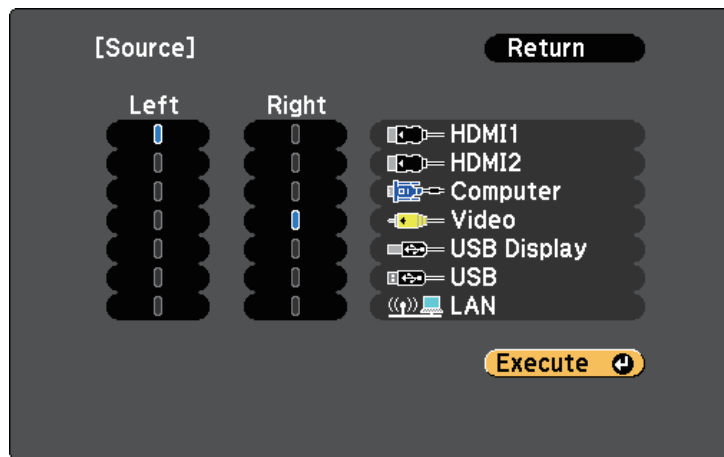 [Source]
Return
Left Right
HDMI1
HDMI2
Computer
Video
USB Display
USB
LAN
Execute